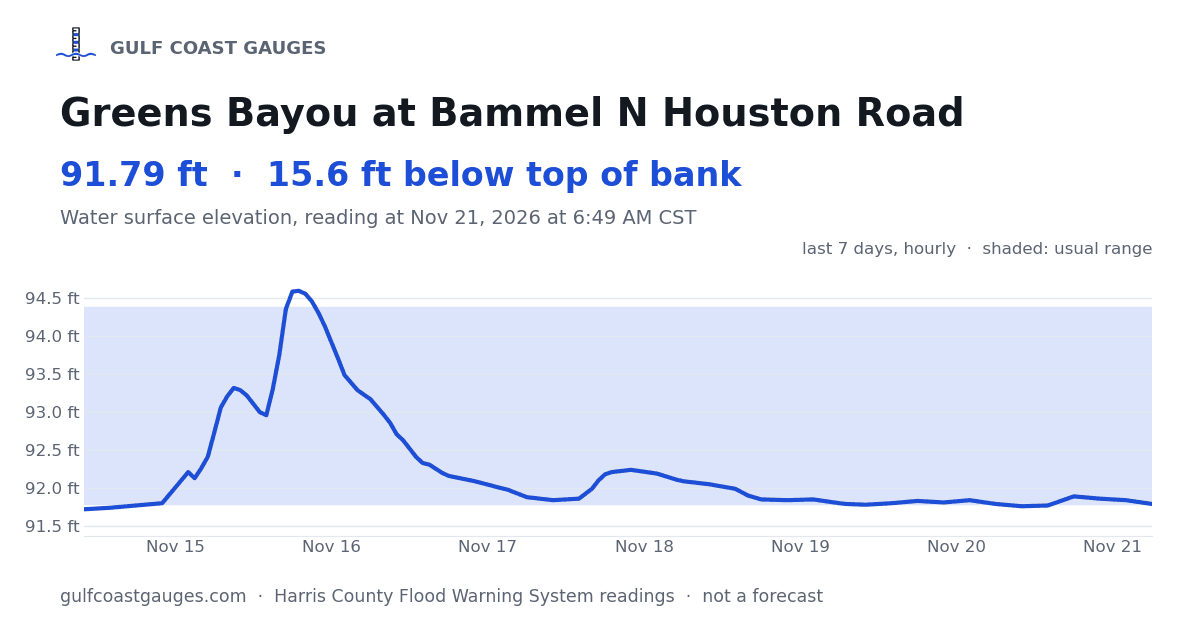 GULF COAST GAUGES
Greens Bayou at Bammel N Houston Road
91.79 ft · 15.6 ft below top of bank
Water surface elevation, reading at Nov 21, 2026 at 6:49 AM CST
last 7 days, hourly · shaded: usual range
94.5 ft
94.0 ft
93.5 ft
93.0 ft
92.5 ft
92.0 ft
91.5 ft
Nov 15 Nov 16 Nov 17 Nov 18 Nov 19 Nov 20 Nov 21
gulfcoastgauges.com · Harris County Flood Warning System readings · not a forecast